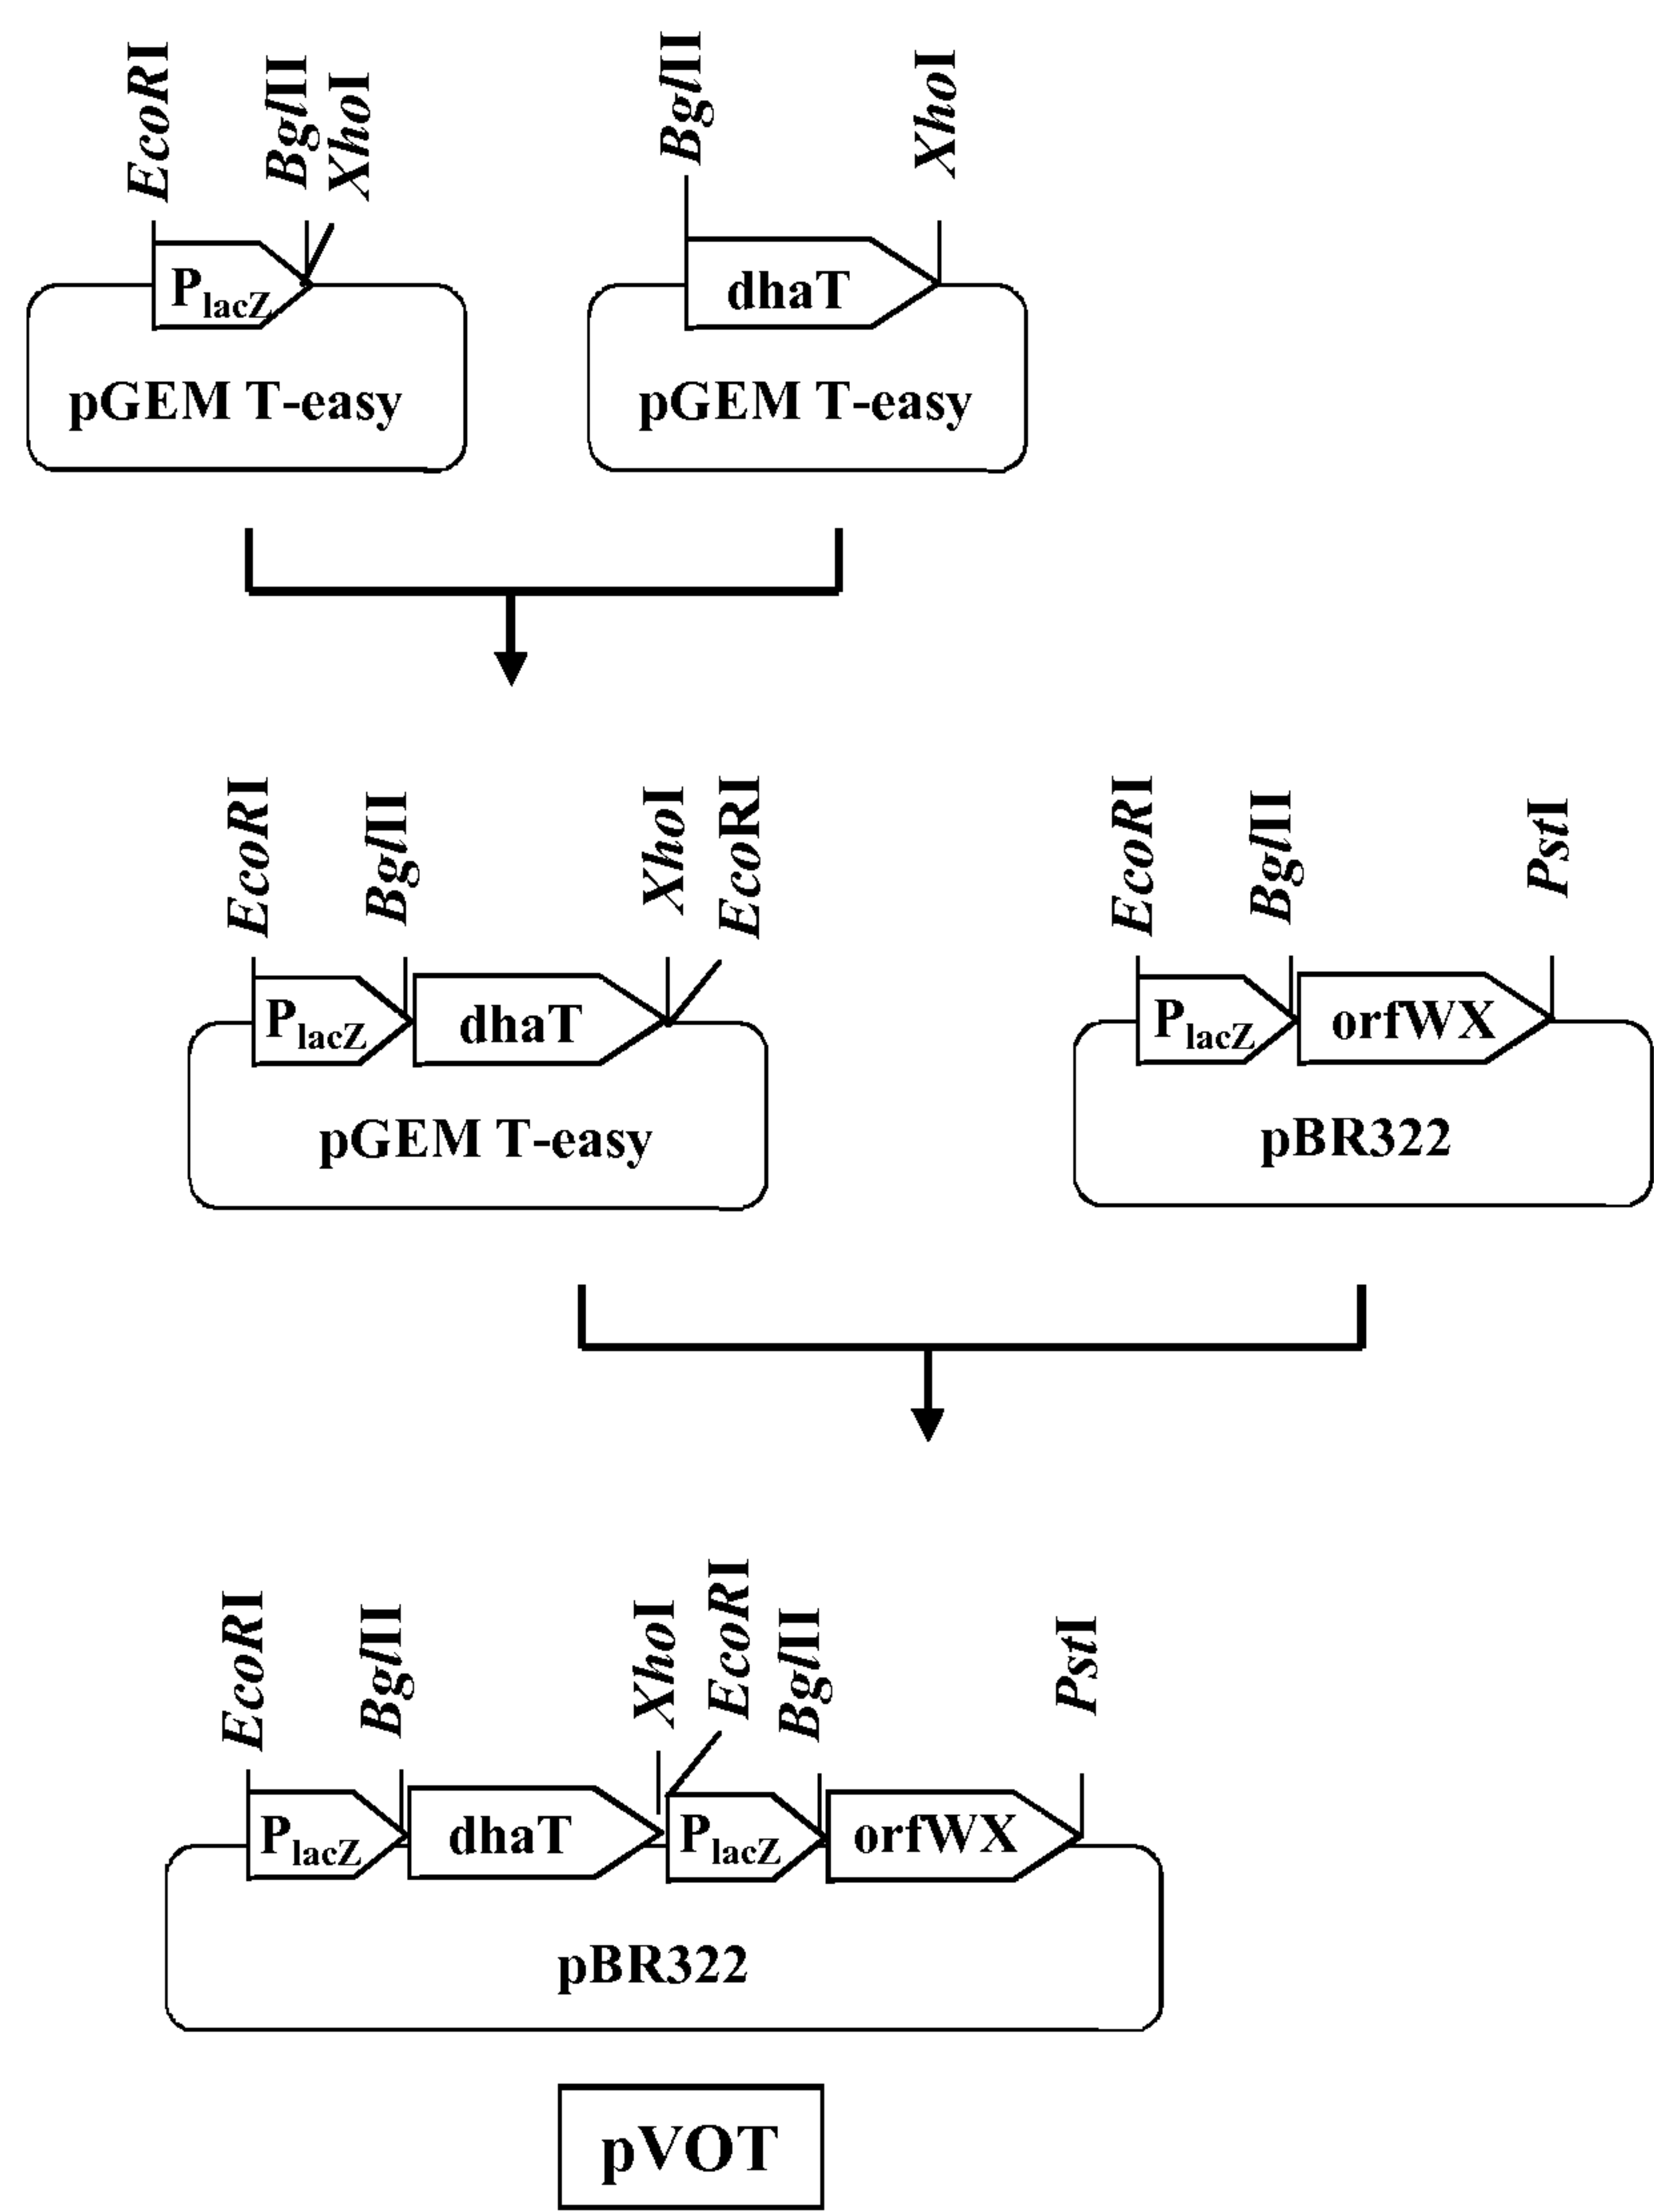 EcoRI
BglII
XhoI
BglII
XhoI
PlacZ
dhaT
pGEM T-easy
pGEM T-easy
EcoRI
BglII
XhoI
EcoRI
EcoRI
BglII
PstI
PlacZ
dhaT
PlacZ
orfWX
pGEM T-easy
pBR322
EcoRI
BglII
XhoI
EcoRI
BglII
PstI
PlacZ
dhaT
PlacZ
orfWX
pBR322
pVOT